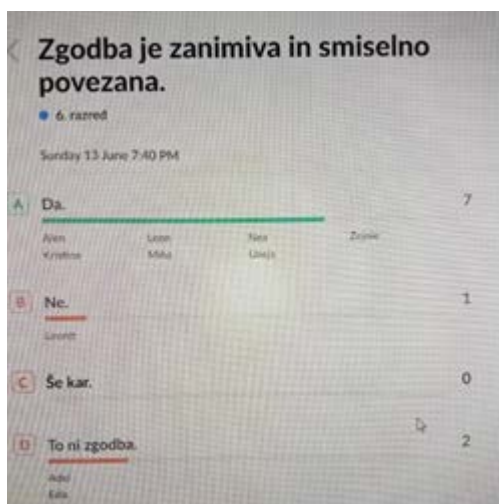 Zgodba je zanimiva in smiselno
povezana.
6. razred
Sunday 13 June 7:40 PM
A Da. 7
Alen Leon Nea
Kristina Miha
B Ne. 1
C Še kar. 0
D To ni zgodba. 2
Edis